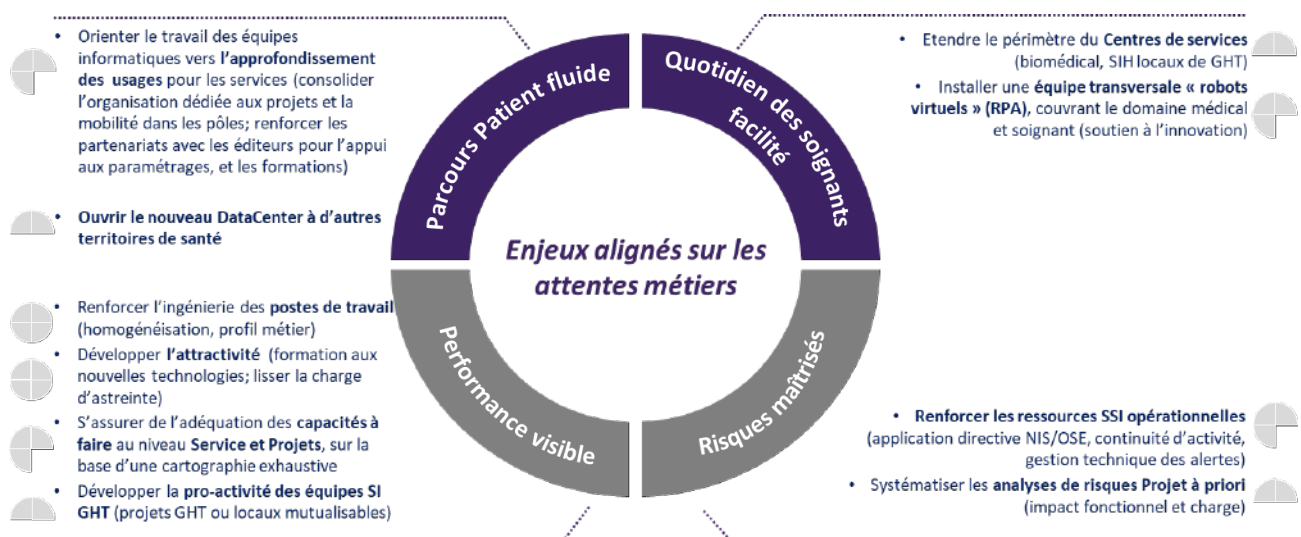 • Orienter le travail des équipes
informatiques vers l'approfondissement
des usages pour les services (consolider
l'organisation dédiée aux projets et la
mobilité dans les pôles; renforcer les
partenariats avec les éditeurs pour l'appui
aux paramétrages, et les formations)
• Ouvrir le nouveau DataCenter à d'autres
territoires de santé
Parcours Patient fluide
Quotidien des soignants
facilité
• Etendre le périmètre du Centres de services
(biomédical, SIH locaux de GHT)
• Installer une équipe transversale « robots
virtuels » (RPA), couvrant le domaine médical
et soignant (soutien à l'innovation)
Enjeux alignés sur les
attentes métiers
• Renforcer l'ingénierie des postes de travail
(homogénéisation, profil métier)
• Développer l'attractivité (formation aux
nouvelles technologies; lisser la charge
d'astreinte)
• S'assurer de l'adéquation des capacités à
faire au niveau Service et Projets, sur la
base d'une cartographie exhaustive
• Développer la pro-activité des équipes SI
GHT (projets GHT ou locaux mutualisables)
Performance visible
Risques maîtrisés
• Renforcer les ressources SSI opérationnelles
(application directive NIS/OSE, continuité d'activité,
gestion technique des alertes)
• Systématiser les analyses de risques Projet à priori
(impact fonctionnel et charge)